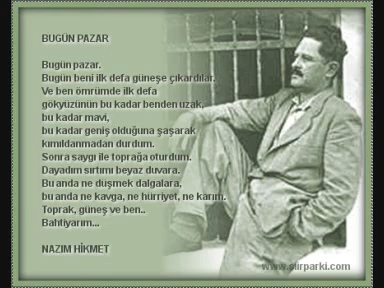 BUGÜN PAZAR
Bugün pazar.
Bugün beni ilk defa güneşe çıkardılar.
Ve ben ömrümde ilk defa
gökyüzünün bu kadar benden uzak,
bu kadar mavi,
bu kadar geniş olduğuna şaşarak
kımıldanmadan durdum.
Sonra saygı ile toprağa oturdum.
Dayadım sırtımı beyaz duvara.
Bu anda ne düşmek dalgalara,
bu anda ne kavga, ne hürriyet, ne karım.
Toprak, güneş ve ben..
Bahtiyarım...
NAZIM HİKMET
www.surparki.com